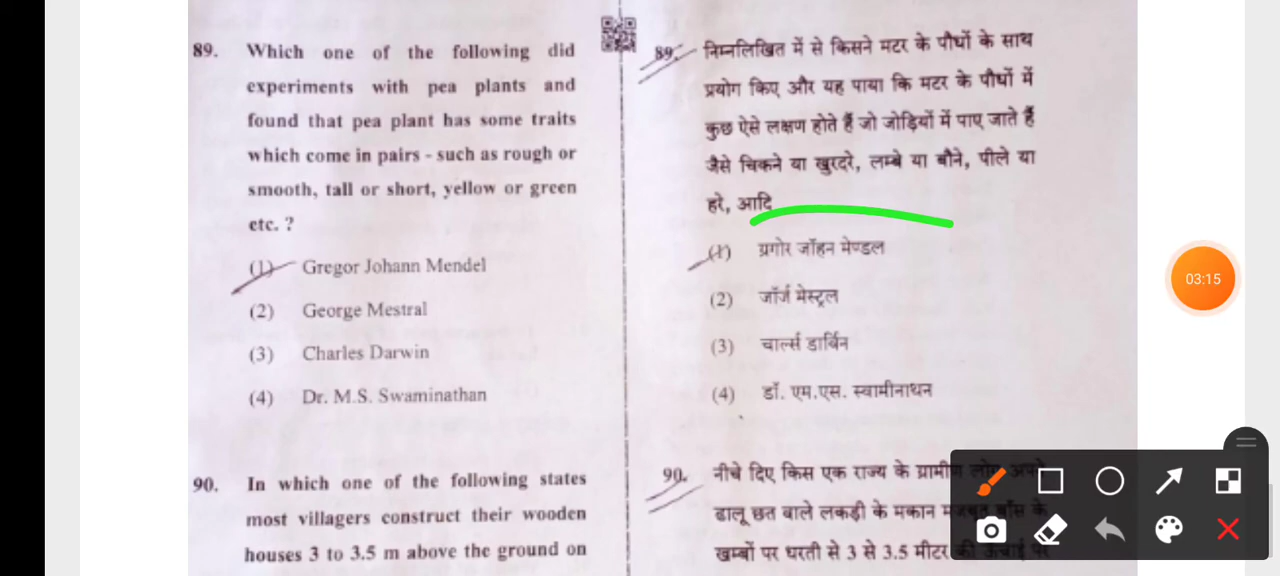 89. Which one of the following did
experiments with pea plants and
found that pea plant has some traits
which come in pairs - such as rough or
smooth, tall or short, yellow or green
etc. ?
(1) Gregor Johann Mendel
(2) George Mestral
(3) Charles Darwin
(4) Dr. M.S. Swaminathan
90. In which one of the following states
most villagers construct their wooden
houses 3 to 3.5 m above the ground on
89. निम्नलिखित में से किसने मटर के पौधों के साथ
प्रयोग किए और यह पाया कि मटर के पौधों में
कुछ ऐसे लक्षण होते हैं जो जोड़ियों में पाए जाते हैं
जैसे चिकने या खुरदरे, लम्बे या बौने, पीले या
हरे, आदि
(1) ग्रगोर जॉहन मेण्डल
(2) जॉर्ज मेस्ट्रल
(3) चार्ल्स डार्विन
(4) डॉ. एम.एस. स्वामीनाथन
90. नीचे दिए किस एक राज्य के ग्रामीण लोग अपने
ढालू छत वाले लकड़ी के मकान मजबूत बाँस के
खम्बों पर धरती से 3 से 3.5 मीटर की ऊंचाई पर
03:15